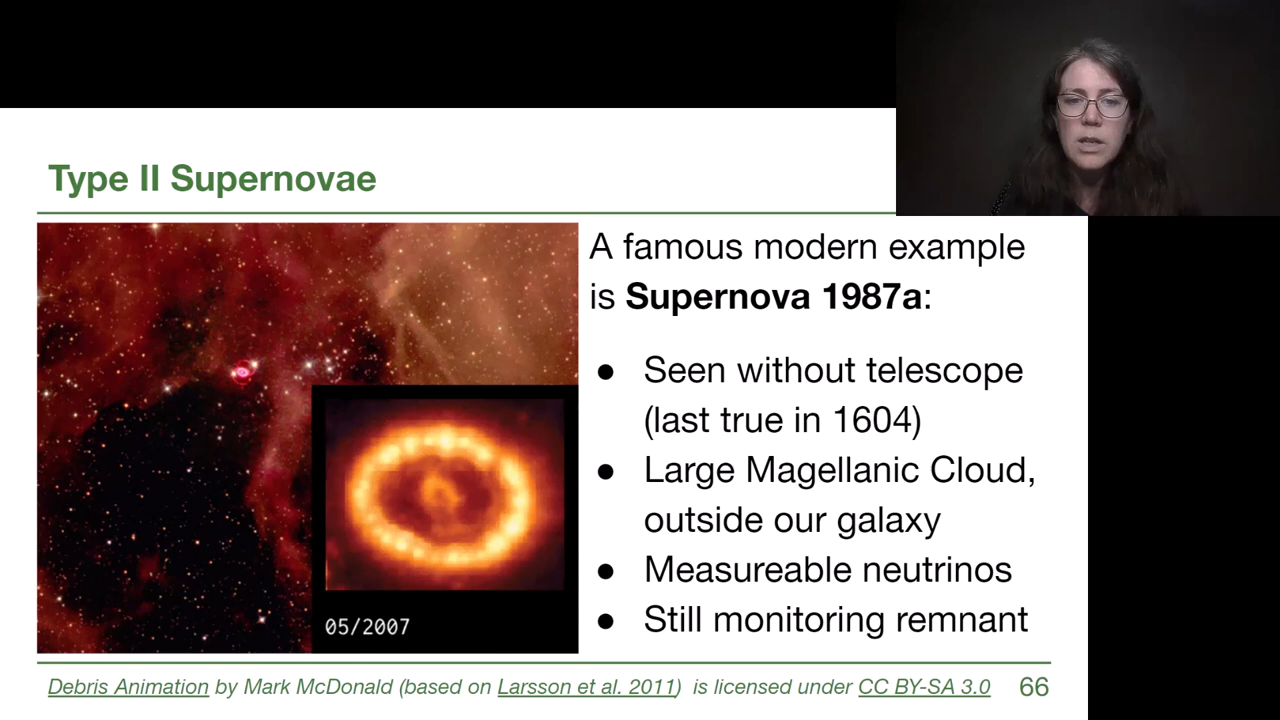 Type II Supernovae
A famous modern example
is Supernova 1987a:
● Seen without telescope
(last true in 1604)
● Large Magellanic Cloud,
outside our galaxy
● Measureable neutrinos
● Still monitoring remnant
05/2007
Debris Animation by Mark McDonald (based on Larsson et al. 2011) is licensed under CC BY-SA 3.0 66